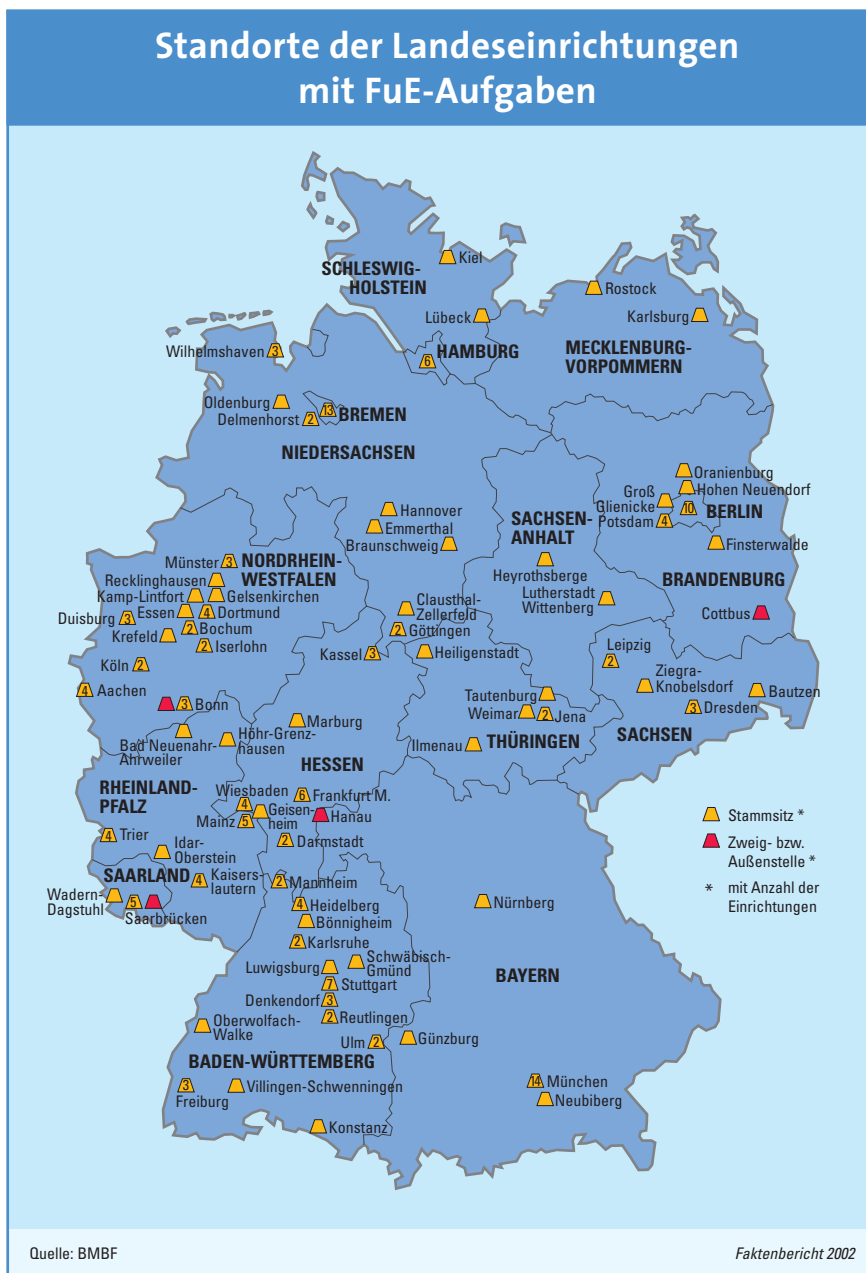 Standorte der Landeseinrichtungen
mit FuE-Aufgaben
Kiel
SCHLESWIG-
HOLSTEIN
Rostock
Lübeck
Karlsburg
Wilhelmshaven
3
6
HAMBURG
MECKLENBURG-
VORPOMMERN
Oldenburg
Delmenhorst
2
13
BREMEN
NIEDERSACHSEN
Oranienburg
Hohen Neuendorf
Groß
Glienicke
10
BERLIN
Potsdam
4
Hannover
Emmerthal
Braunschweig
SACHSEN-
ANHALT
Finsterwalde
Münster
3
NORDRHEIN-
WESTFALEN
Heyrothsberge
Lutherstadt
Wittenberg
BRANDENBURG
Recklinghausen
Kamp-Lintfort
Gelsenkirchen
Essen
4
Dortmund
Duisburg
3
2
Bochum
Krefeld
2
Iserlohn
Clausthal-
Zellerfeld
2
Göttingen
Cottbus
Köln
2
Kassel
3
Heiligenstadt
Leipzig
2
Ziegra-
Knobelsdorf
4
Aachen
Bautzen
3
Bonn
Tautenburg
Weimar
2
Jena
3
Dresden
Bad Neuenahr-
Ahrweiler
Höhr-Grenz-
hausen
Marburg
Ilmenau
THÜRINGEN
SACHSEN
HESSEN
RHEINLAND-
PFALZ
Wiesbaden
4
6
Frankfurt M.
Mainz
5
Geisen-
heim
Hanau
4
Trier
2
Darmstadt
Idar-
Oberstein
SAARLAND
4
Kaisers-
lautern
2
Mannheim
Wadern-
Dagstuhl
5
Saarbrücken
4
Heidelberg
Nürnberg
Bönnigheim
2
Karlsruhe
Luwigsburg
Schwäbisch-
Gmünd
BAYERN
7
Stuttgart
Denkendorf
3
2
Reutlingen
Oberwolfach-
Walke
Ulm
2
Günzburg
BADEN-WÜRTTEMBERG
3
Freiburg
Villingen-Schwenningen
14
München
Neubiberg
Konstanz
Stammsitz *
Zweig- bzw.
Außenstelle *
* mit Anzahl der
Einrichtungen
Quelle: BMBF
Faktenbericht 2002